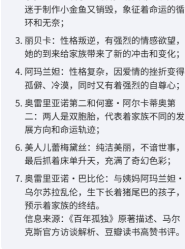 迷于制作小金鱼又销毁，象征着命运的循
环和无奈；
3. 丽贝卡：性格叛逆，有强烈的情感欲望，
她的到来给家族带来了新的冲击和变化；
4. 阿玛兰妲：性格复杂，因爱情的挫折变得
孤僻、冷漠，同时又有着强烈的自尊心；
5. 奥雷里亚诺第二和何塞·阿尔卡蒂奥第
二：两人是双胞胎，代表着家族不同的发
展方向和命运轨迹；
6. 美人儿蕾梅黛丝：纯洁美丽，不谙世事，
最后抓着床单升天，充满了奇幻色彩；
7. 奥雷里亚诺·巴比伦：与姨妈阿玛兰妲·
乌尔苏拉乱伦，生下长着猪尾巴的孩子，
预示着家族的终结。
信息来源：《百年孤独》原著描述、马尔
克斯官方访谈解析、豆瓣读书高赞书评。